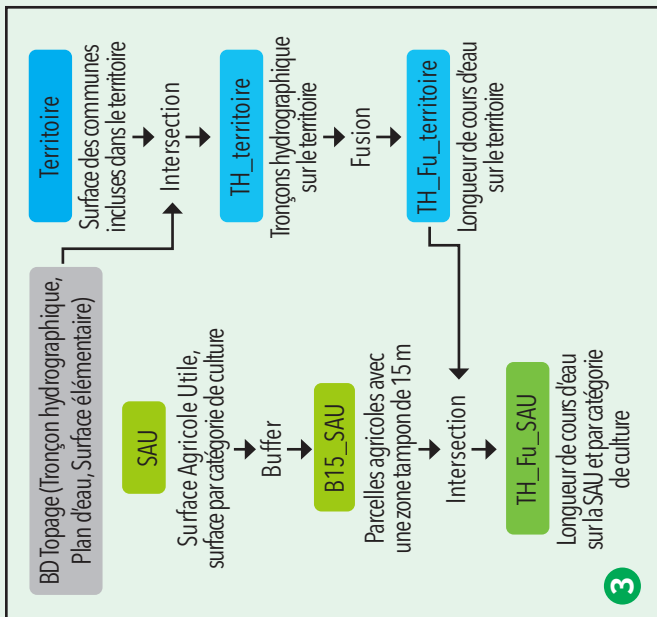 BD Topage (Tronçon hydrographique,
Plan d'eau, Surface élémentaire)
Territoire
Surface des communes
incluses dans le territoire
Intersection
TH_territoire
Tronçons hydrographique
sur le territoire
Fusion
TH_Fu_territoire
Longueur de cours d'eau
sur le territoire
SAU
Surface Agricole Utile,
surface par catégorie de culture
Buffer
B15_SAU
Parcelles agricoles avec
une zone tampon de 15 m
Intersection
TH_Fu_SAU
Longueur de cours d'eau
sur la SAU et par catégorie
de culture
3